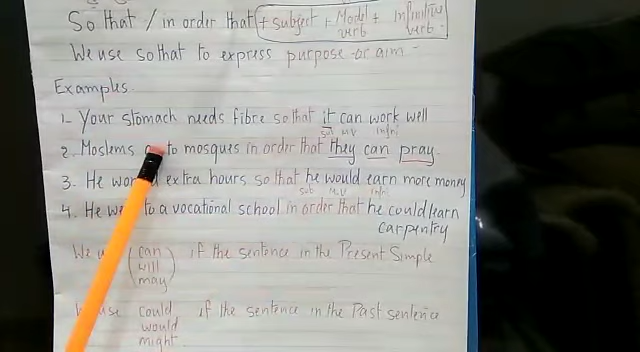 So that / in order that + subject + Model verb + infinitive verb.
We use so that to express purpose or aim
Examples.
1- Your stomach needs fibre so that it can work well
sub M.V infini
2. Moslems to mosques in order that they can pray.
3. He extra hours so that he would earn more money
sub M.V infi
4. He to a vocational school in order that he could learn
carpentry
We can if the sentence in the Present Simple
will
may
could if the sentence in the Past sentence
would
might.